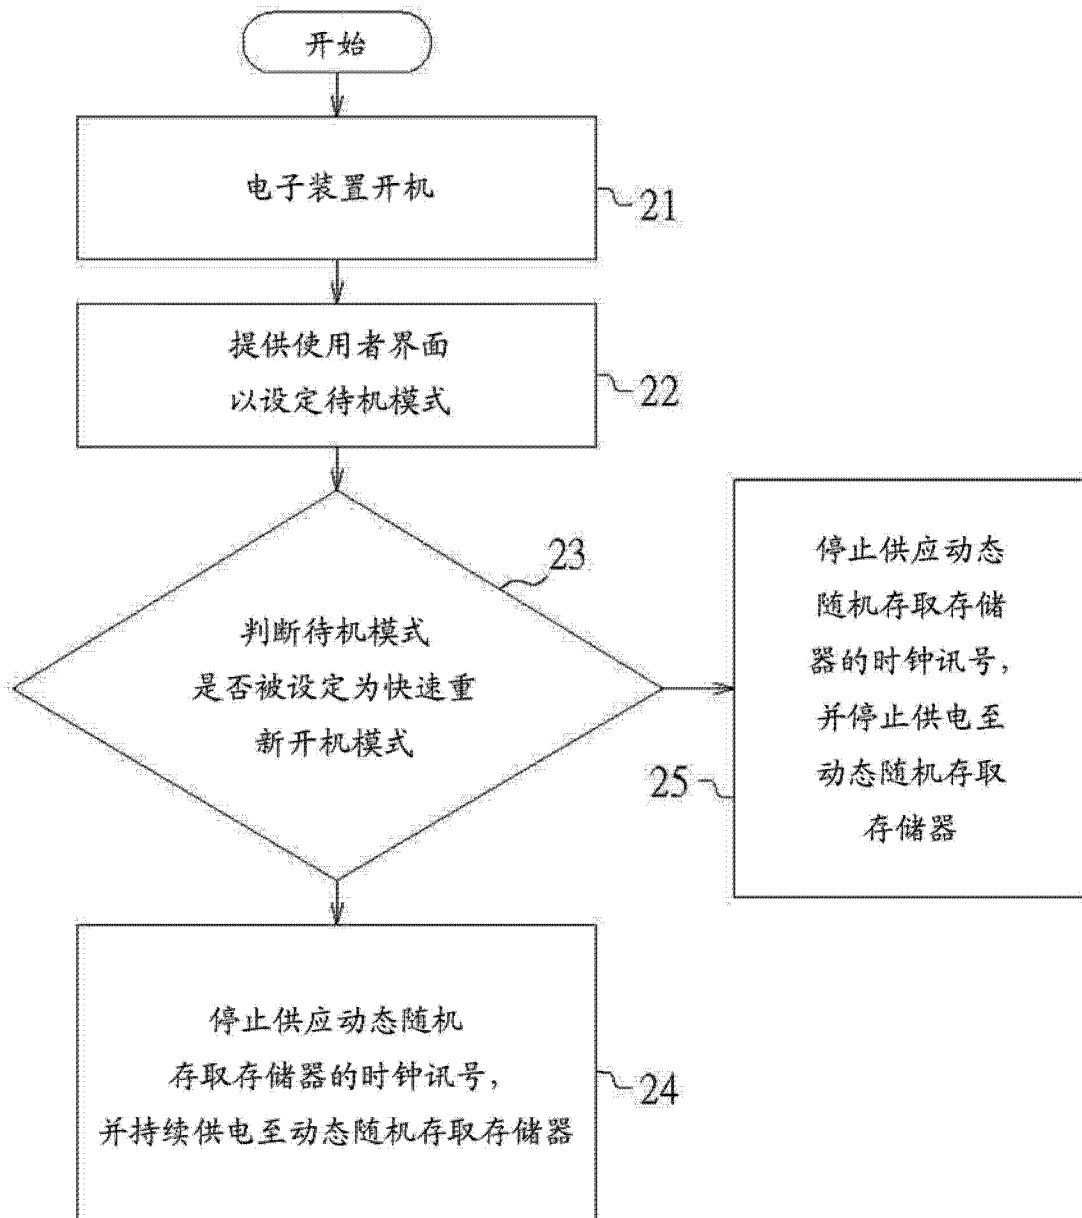 开始
电子装置开机
21
提供使用者界面
以设定待机模式
22
23
判断待机模式
是否被设定为快速重
新开机模式
停止供应动态
随机存取存储
器的时钟讯号，
并停止供电至
动态随机存取
存储器
25
停止供应动态随机
存取存储器的时钟讯号，
并持续供电至动态随机存取存储器
24